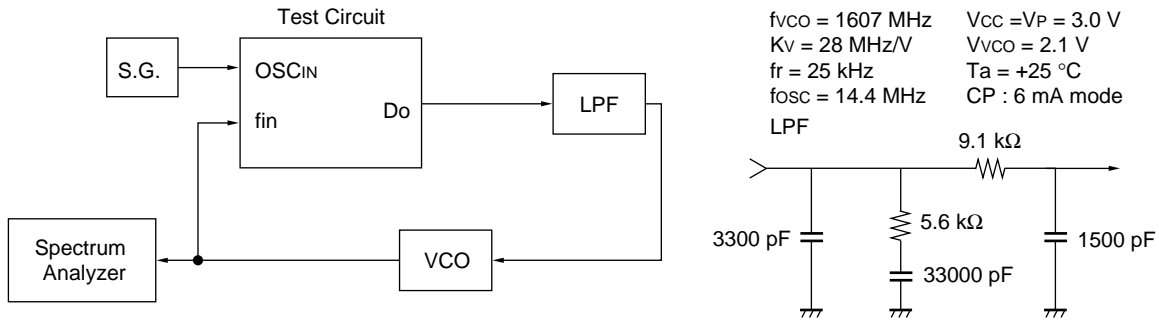 Test Circuit
S.G.
OSCIN
fin
Do
LPF
Spectrum
Analyzer
VCO
fVCO = 1607 MHz VCC =VP = 3.0 V
KV = 28 MHz/V VVCO = 2.1 V
fr = 25 kHz Ta = +25 °C
fOSC = 14.4 MHz CP : 6 mA mode
LPF
9.1 kΩ
5.6 kΩ
3300 pF
1500 pF
33000 pF